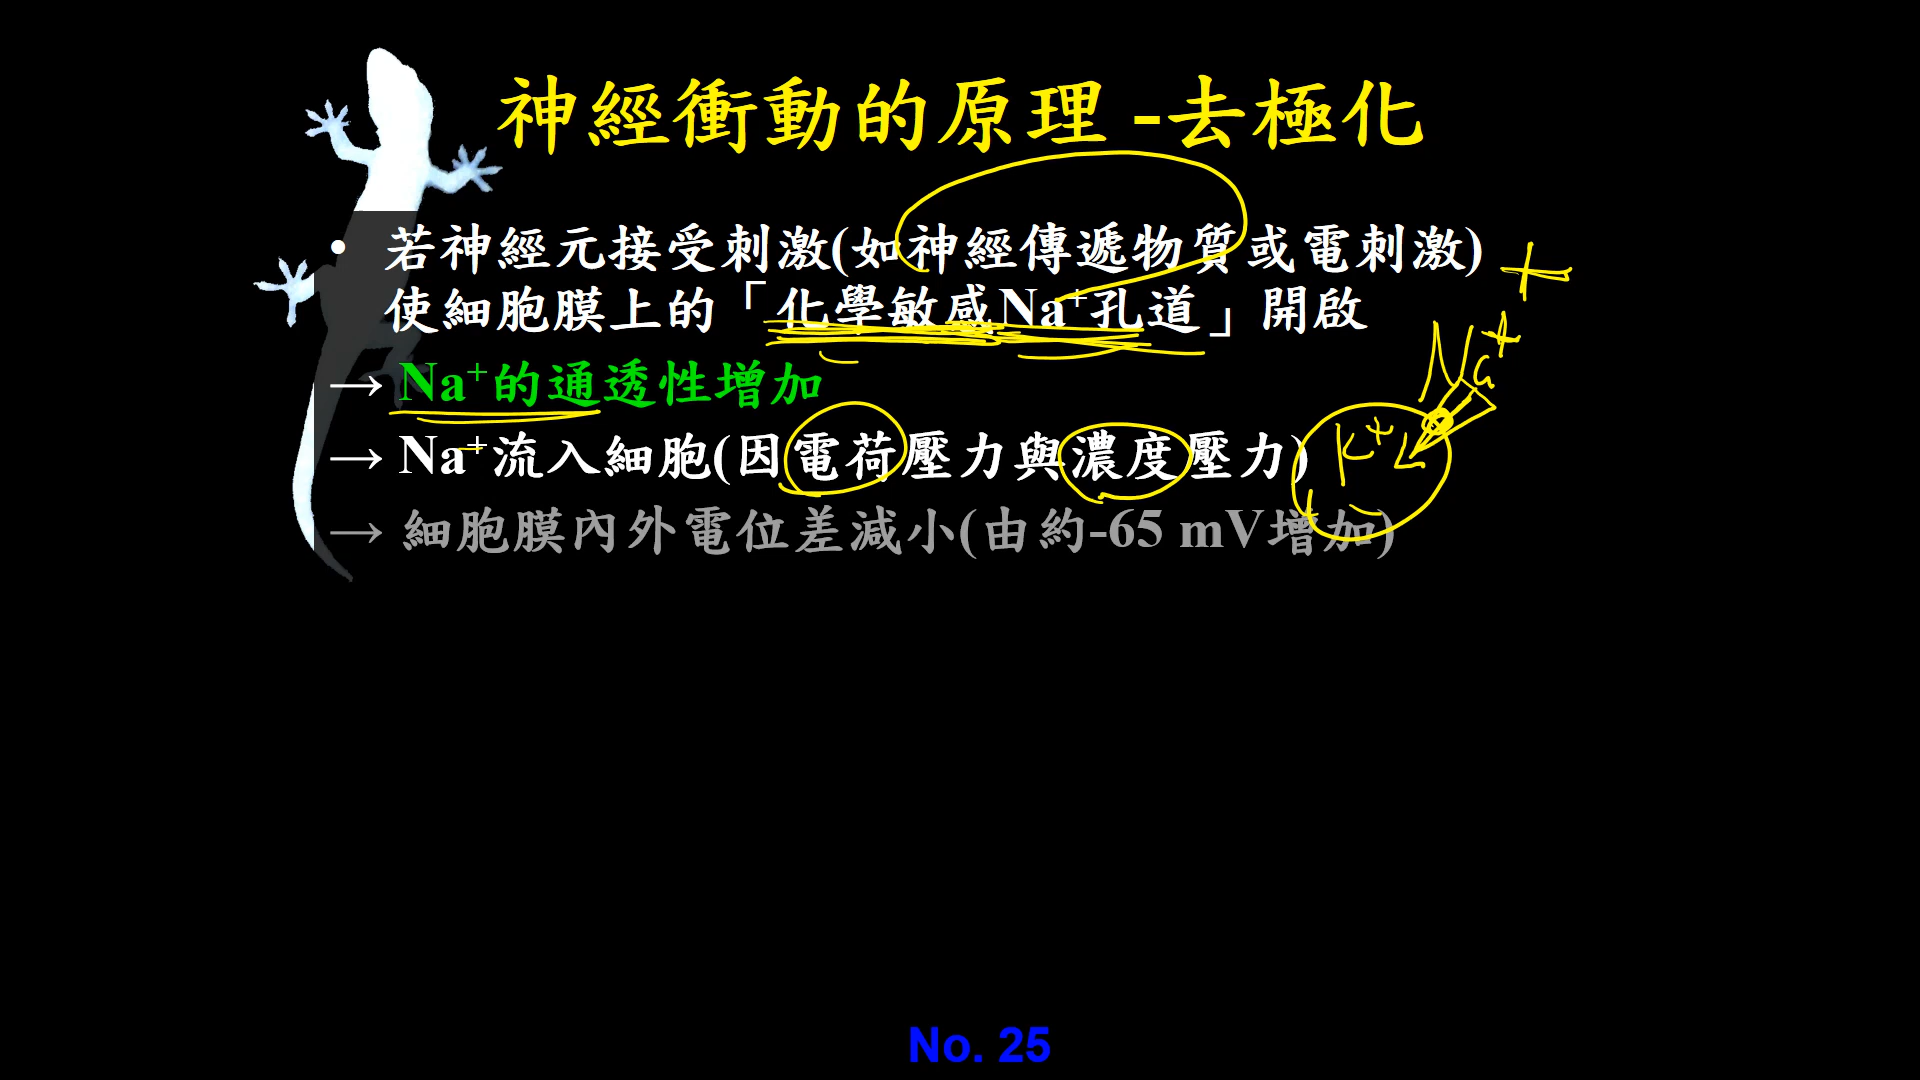 神經衝動的原理 -去極化
• 若神經元接受刺激(如神經傳遞物質或電刺激)
使細胞膜上的「化學敏感Na⁺孔道」開啟
→ Na⁺的通透性增加
→ Na⁺流入細胞(因電荷壓力與濃度壓力)
→ 細胞膜內外電位差減小(由約-65 mV增加)
+
Na⁺
K⁺
No. 25